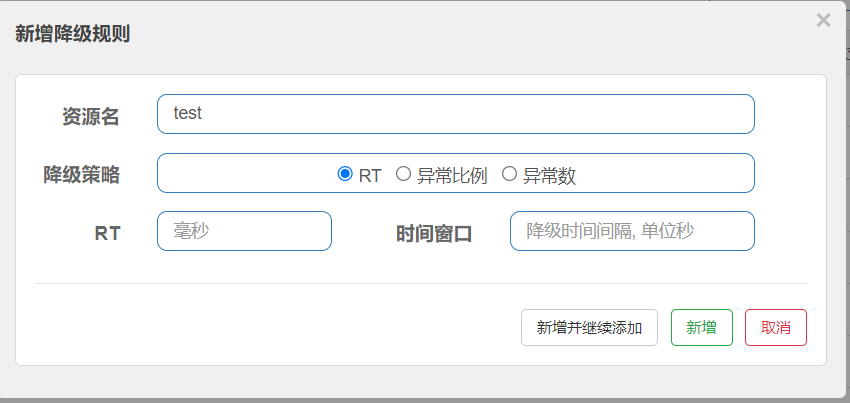 新增降级规则
×
资源名 test
降级策略 RT 异常比例 异常数
RT 毫秒 时间窗口 降级时间间隔, 单位秒
新增并继续添加 新增 取消